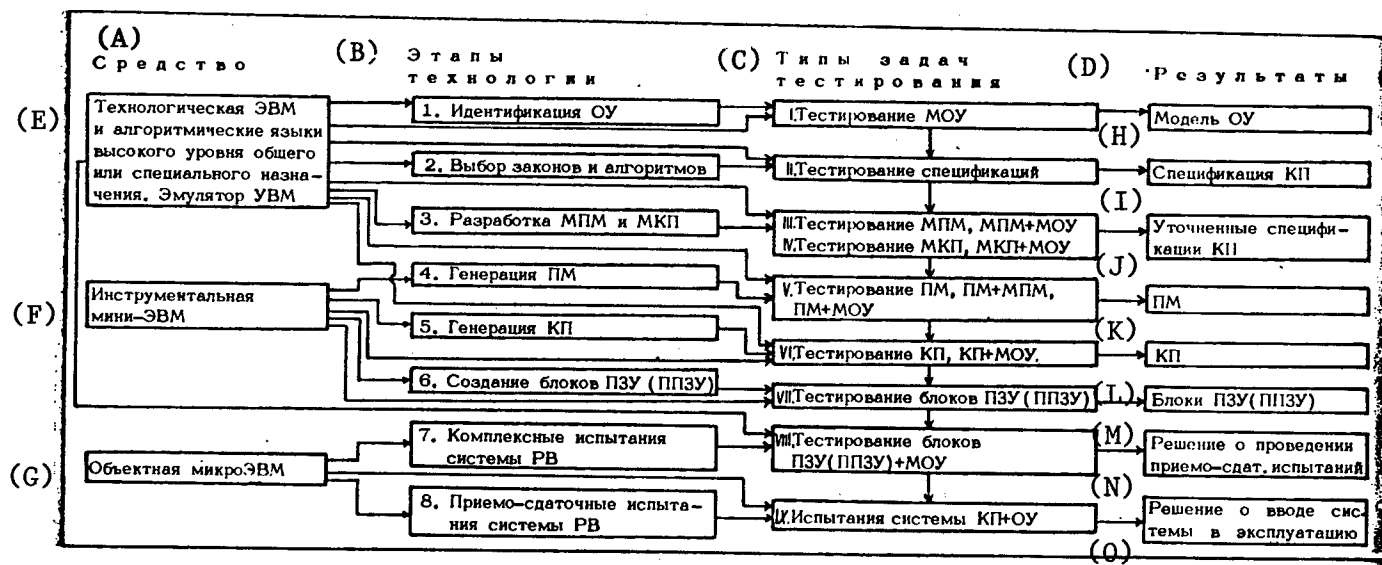 (A)
Средство
(B)
Этапы
технологии
(C)
Типы задач
тестирования
(D)
Результаты
(E)
Технологическая ЭВМ
и алгоритмические языки
высокого уровня общего
или специального назна-
чения. Эмулятор УВМ
1. Идентификация ОУ
I.Тестирование МОУ
(H)
Модель ОУ
2. Выбор законов и алгоритмов
II.Тестирование спецификаций
Спецификация КП
(I)
3. Разработка МПМ и МКП
III.Тестирование МПМ, МПМ+МОУ
IV.Тестирование МКП, МКП+МОУ
Уточненные специфи-
кации КП
(J)
(F)
Инструментальная
мини-ЭВМ
4. Генерация ПМ
V.Тестирование ПМ, ПМ+МПМ,
ПМ+МОУ
ПМ
(K)
5. Генерация КП
VI.Тестирование КП, КП+МОУ.
КП
6. Создание блоков ПЗУ (ППЗУ)
VII.Тестирование блоков ПЗУ(ППЗУ)
(L)
Блоки ПЗУ(ППЗУ)
(G)
Объектная микроЭВМ
7. Комплексные испытания
системы РВ
VIII.Тестирование блоков
ПЗУ(ППЗУ)+МОУ
(M)
Решение о проведении
приемо-сдат. испытаний
(N)
8. Приемо-сдаточные испыта-
ния системы РВ
IX.Испытания системы КП+ОУ
Решение о вводе сис-
темы в эксплуатацию
(O)